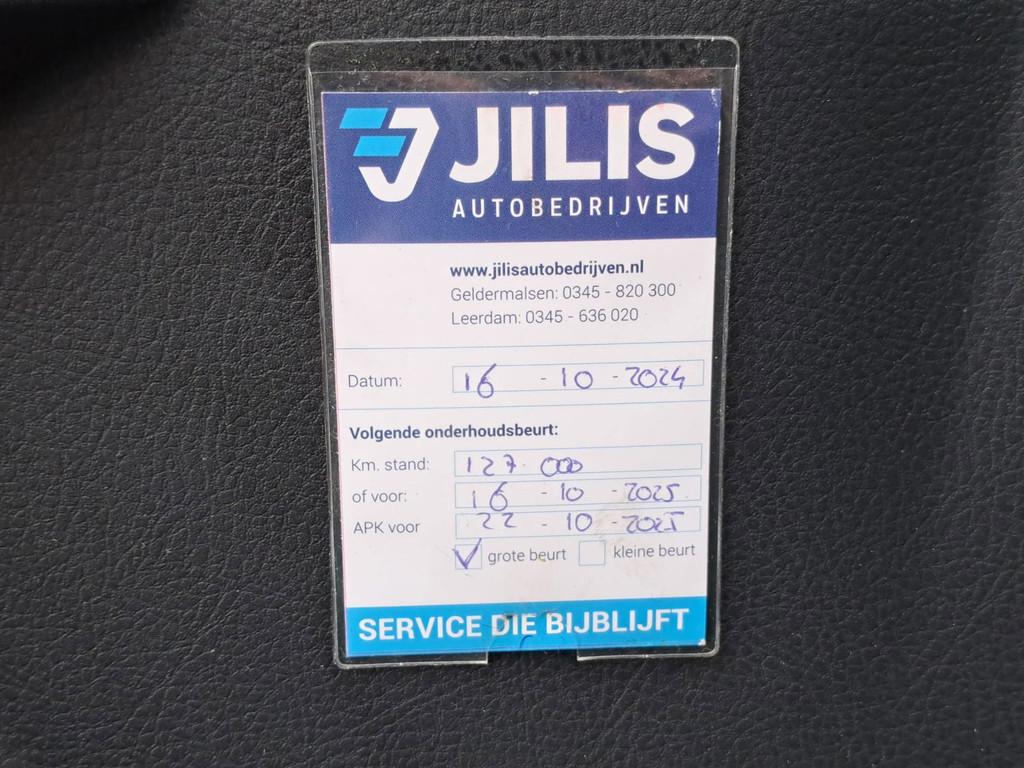 JILIS
AUTOBEDRIJVEN
www.jilisautobedrijven.nl
Geldermalsen: 0345 - 820 300
Leerdam: 0345 - 636 020
Datum: 16 - 10 - 2024
Volgende onderhoudsbeurt:
Km. stand: 127.000
of voor: 16 - 10 - 2025
APK voor 22 - 10 - 2025
grote beurt kleine beurt
SERVICE DIE BIJBLIJFT